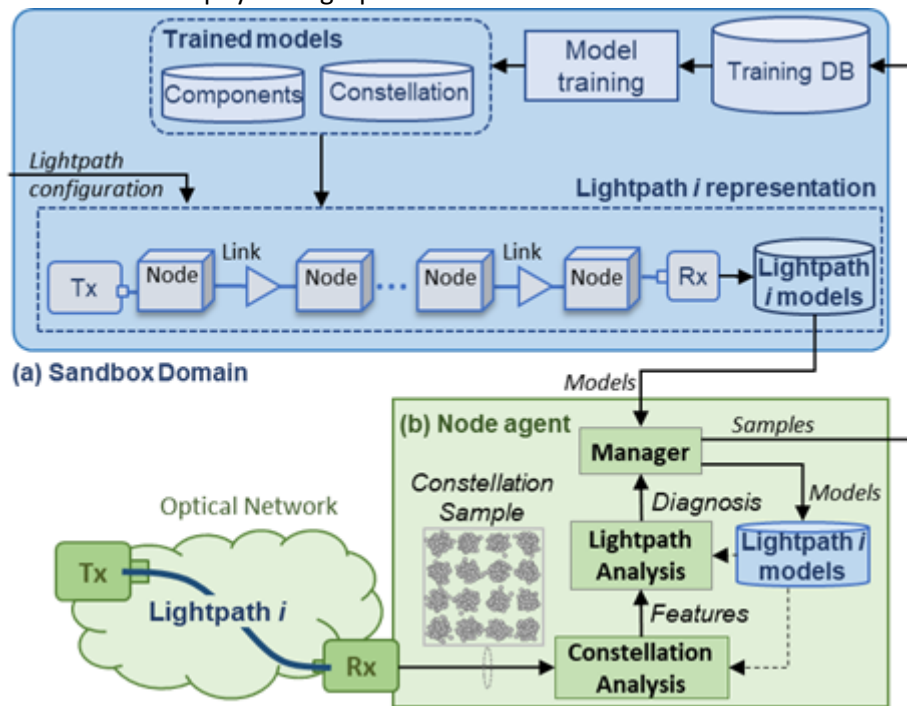 Trained models
Components
Constellation
Model
training
Training DB
Lightpath
configuration
Lightpath i representation
Tx
Node
Link
Node
Node
Link
Node
Rx
Lightpath
i models
(a) Sandbox Domain
Models
(b) Node agent
Manager
Samples
Constellation
Sample
Diagnosis
Models
Optical Network
Lightpath
Analysis
Lightpath i
models
Tx
Lightpath i
Features
Rx
Constellation
Analysis